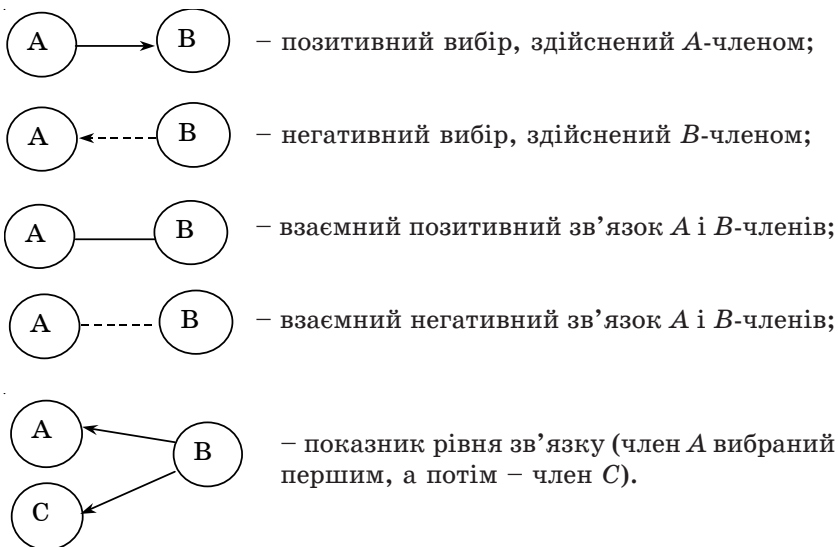 A B – позитивний вибір, здійснений A-членом;
A B – негативний вибір, здійснений B-членом;
A B – взаємний позитивний зв’язок A і B-членів;
A B – взаємний негативний зв’язок A і B-членів;
A
B
C
– показник рівня зв’язку (член A вибраний
першим, а потім – член C).